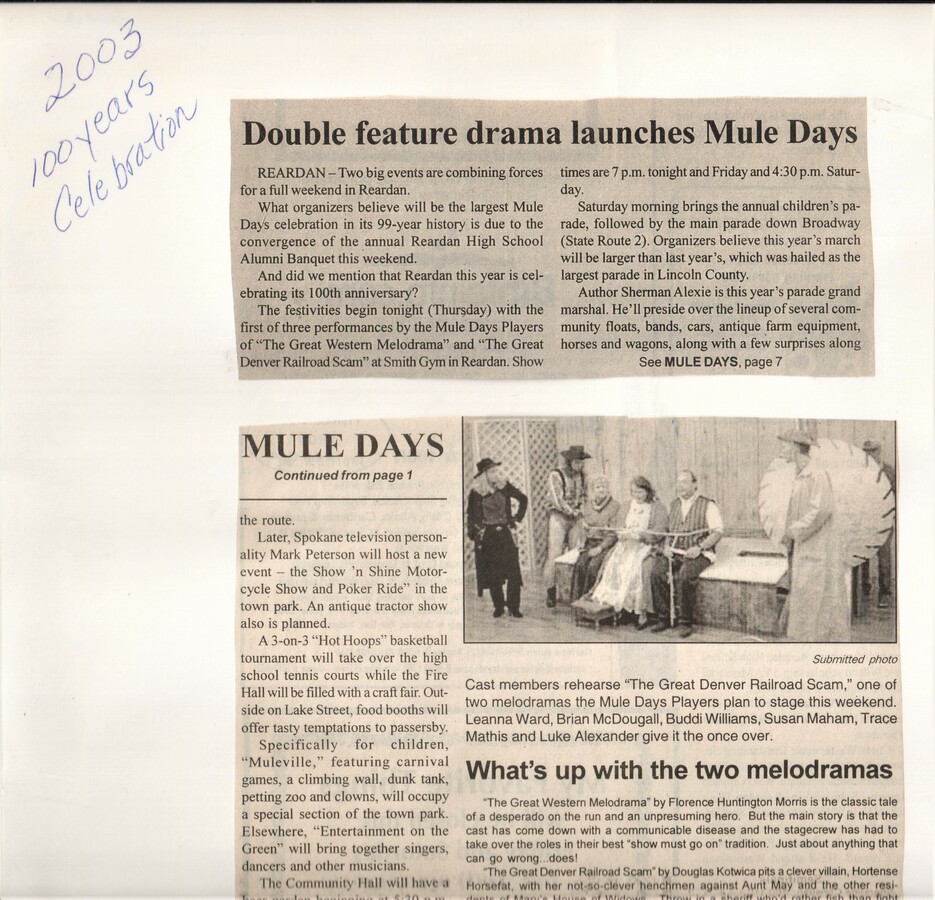 2003
100 years
Celebration
Double feature drama launches Mule Days
REARDAN – Two big events are combining forces
for a full weekend in Reardan.
What organizers believe will be the largest Mule
Days celebration in its 99-year history is due to the
convergence of the annual Reardan High School
Alumni Banquet this weekend.
And did we mention that Reardan this year is cel-
ebrating its 100th anniversary?
The festivities begin tonight (Thursday) with the
first of three performances by the Mule Days Players
of “The Great Western Melodrama” and “The Great
Denver Railroad Scam” at Smith Gym in Reardan. Show
times are 7 p.m. tonight and Friday and 4:30 p.m. Satur-
day.
Saturday morning brings the annual children’s pa-
rade, followed by the main parade down Broadway
(State Route 2). Organizers believe this year’s march
will be larger than last year’s, which was hailed as the
largest parade in Lincoln County.
Author Sherman Alexie is this year’s parade grand
marshal. He’ll preside over the lineup of several com-
munity floats, bands, cars, antique farm equipment,
horses and wagons, along with a few surprises along
See MULE DAYS, page 7
MULE DAYS
Continued from page 1
the route.
Later, Spokane television person-
ality Mark Peterson will host a new
event – the Show ’n Shine Motor-
cycle Show and Poker Ride” in the
town park. An antique tractor show
also is planned.
A 3-on-3 “Hot Hoops” basketball
tournament will take over the high
school tennis courts while the Fire
Hall will be filled with a craft fair. Out-
side on Lake Street, food booths will
offer tasty temptations to passersby.
Specifically for children,
“Muleville,” featuring carnival
games, a climbing wall, dunk tank,
petting zoo and clowns, will occupy
a special section of the town park.
Elsewhere, “Entertainment on the
Green” will bring together singers,
dancers and other musicians.
The Community Hall will have a
beer garden beginning at 5:30 p.m.
Submitted photo
Cast members rehearse “The Great Denver Railroad Scam,” one of
two melodramas the Mule Days Players plan to stage this weekend.
Leanna Ward, Brian McDougall, Buddi Williams, Susan Maham, Trace
Mathis and Luke Alexander give it the once over.
What’s up with the two melodramas
“The Great Western Melodrama” by Florence Huntington Morris is the classic tale
of a desperado on the run and an unpresuming hero. But the main story is that the
cast has come down with a communicable disease and the stagecrew has had to
take over the roles in their best “show must go on” tradition. Just about anything that
can go wrong...does!
“The Great Denver Railroad Scam” by Douglas Kotwica pits a clever villain, Hortense
Horsefat, with her not-so-clever henchmen against Aunt May and the other resi-
dents of Mary’s House of Widows. Throw in a sheriff who’d rather fish than fight